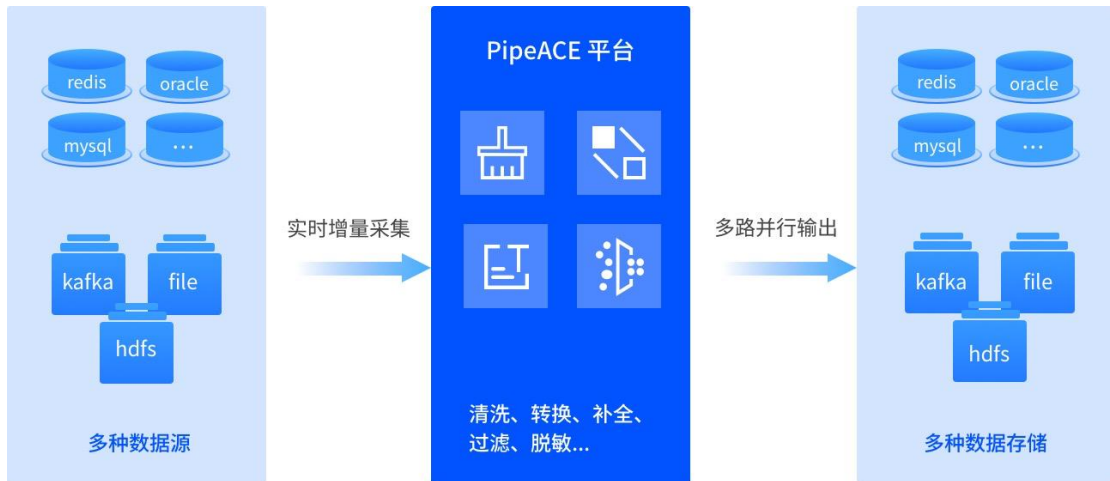 redis
oracle
mysql
...
kafka
file
hdfs
多种数据源
实时增量采集
PipeACE 平台
清洗、转换、补全、
过滤、脱敏...
多路并行输出
redis
oracle
mysql
...
kafka
file
hdfs
多种数据存储